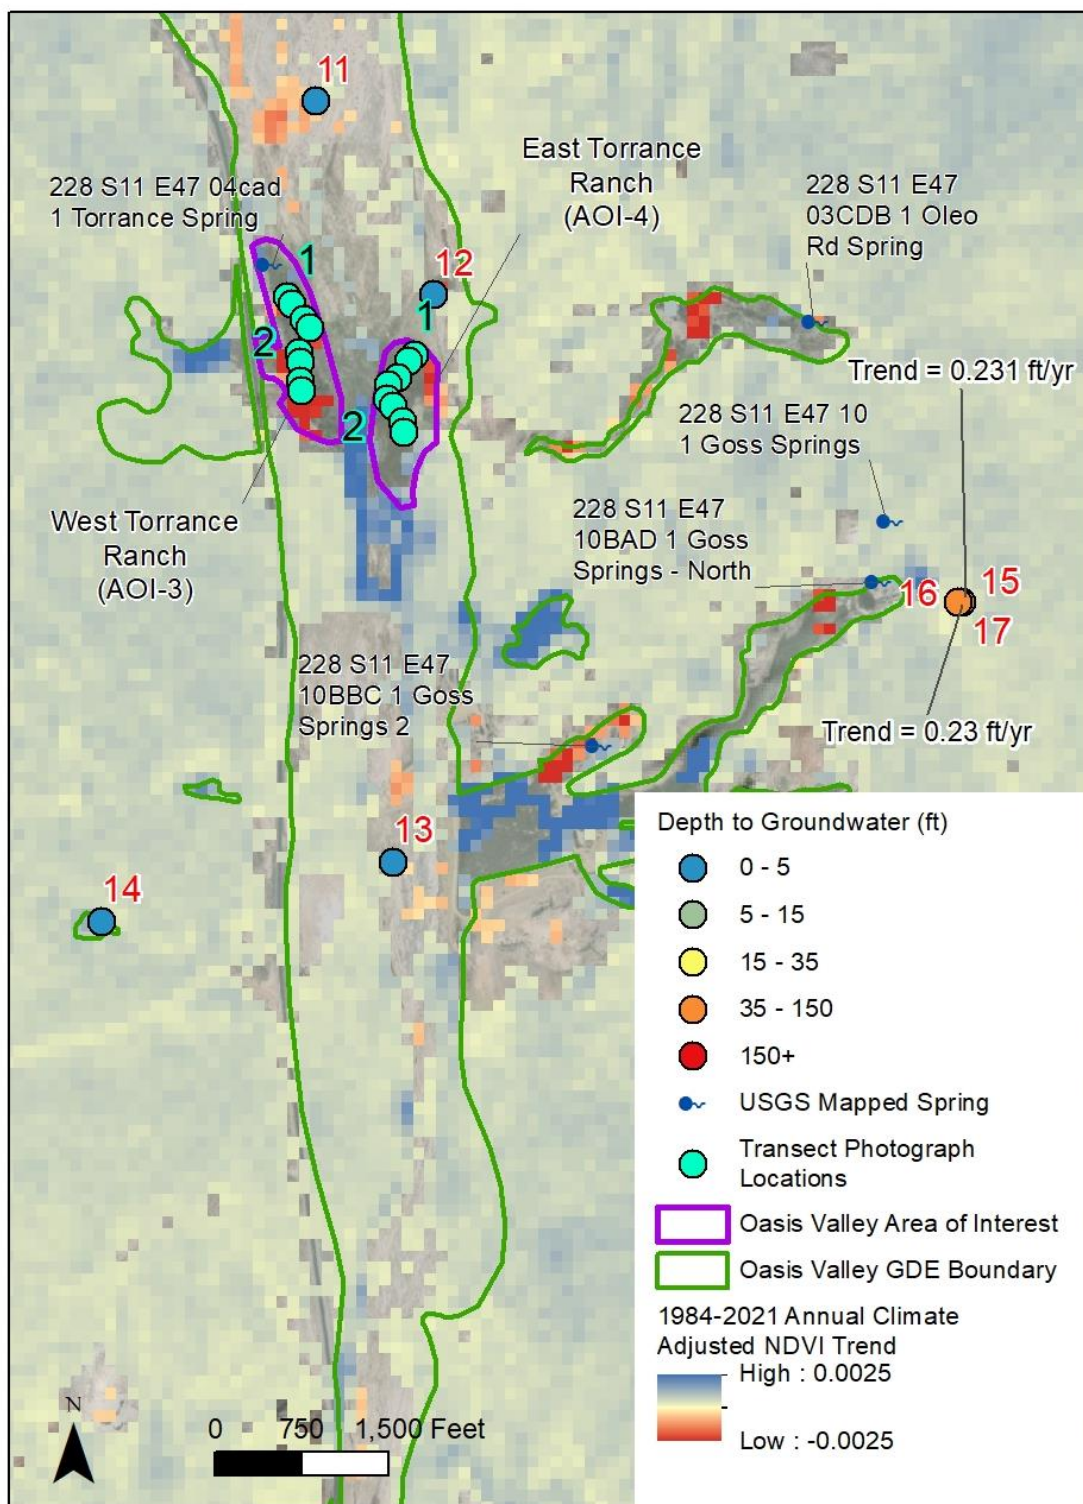 11
East Torrance
Ranch
(AOI-4)
228 S11 E47 04cad
1 Torrance Spring
228 S11 E47
03CDB 1 Oleo
Rd Spring
1
12
1
2
Trend = 0.231 ft/yr
2
228 S11 E47 10
1 Goss Springs
West Torrance
Ranch
(AOI-3)
228 S11 E47
10BAD 1 Goss
Springs - North
16
15
17
228 S11 E47
10BBC 1 Goss
Springs 2
Trend = 0.23 ft/yr
13
14
Depth to Groundwater (ft)
0 - 5
5 - 15
15 - 35
35 - 150
150+
USGS Mapped Spring
Transect Photograph
Locations
Oasis Valley Area of Interest
Oasis Valley GDE Boundary
1984-2021 Annual Climate
Adjusted NDVI Trend
High : 0.0025
Low : -0.0025
N
0 750 1,500 Feet